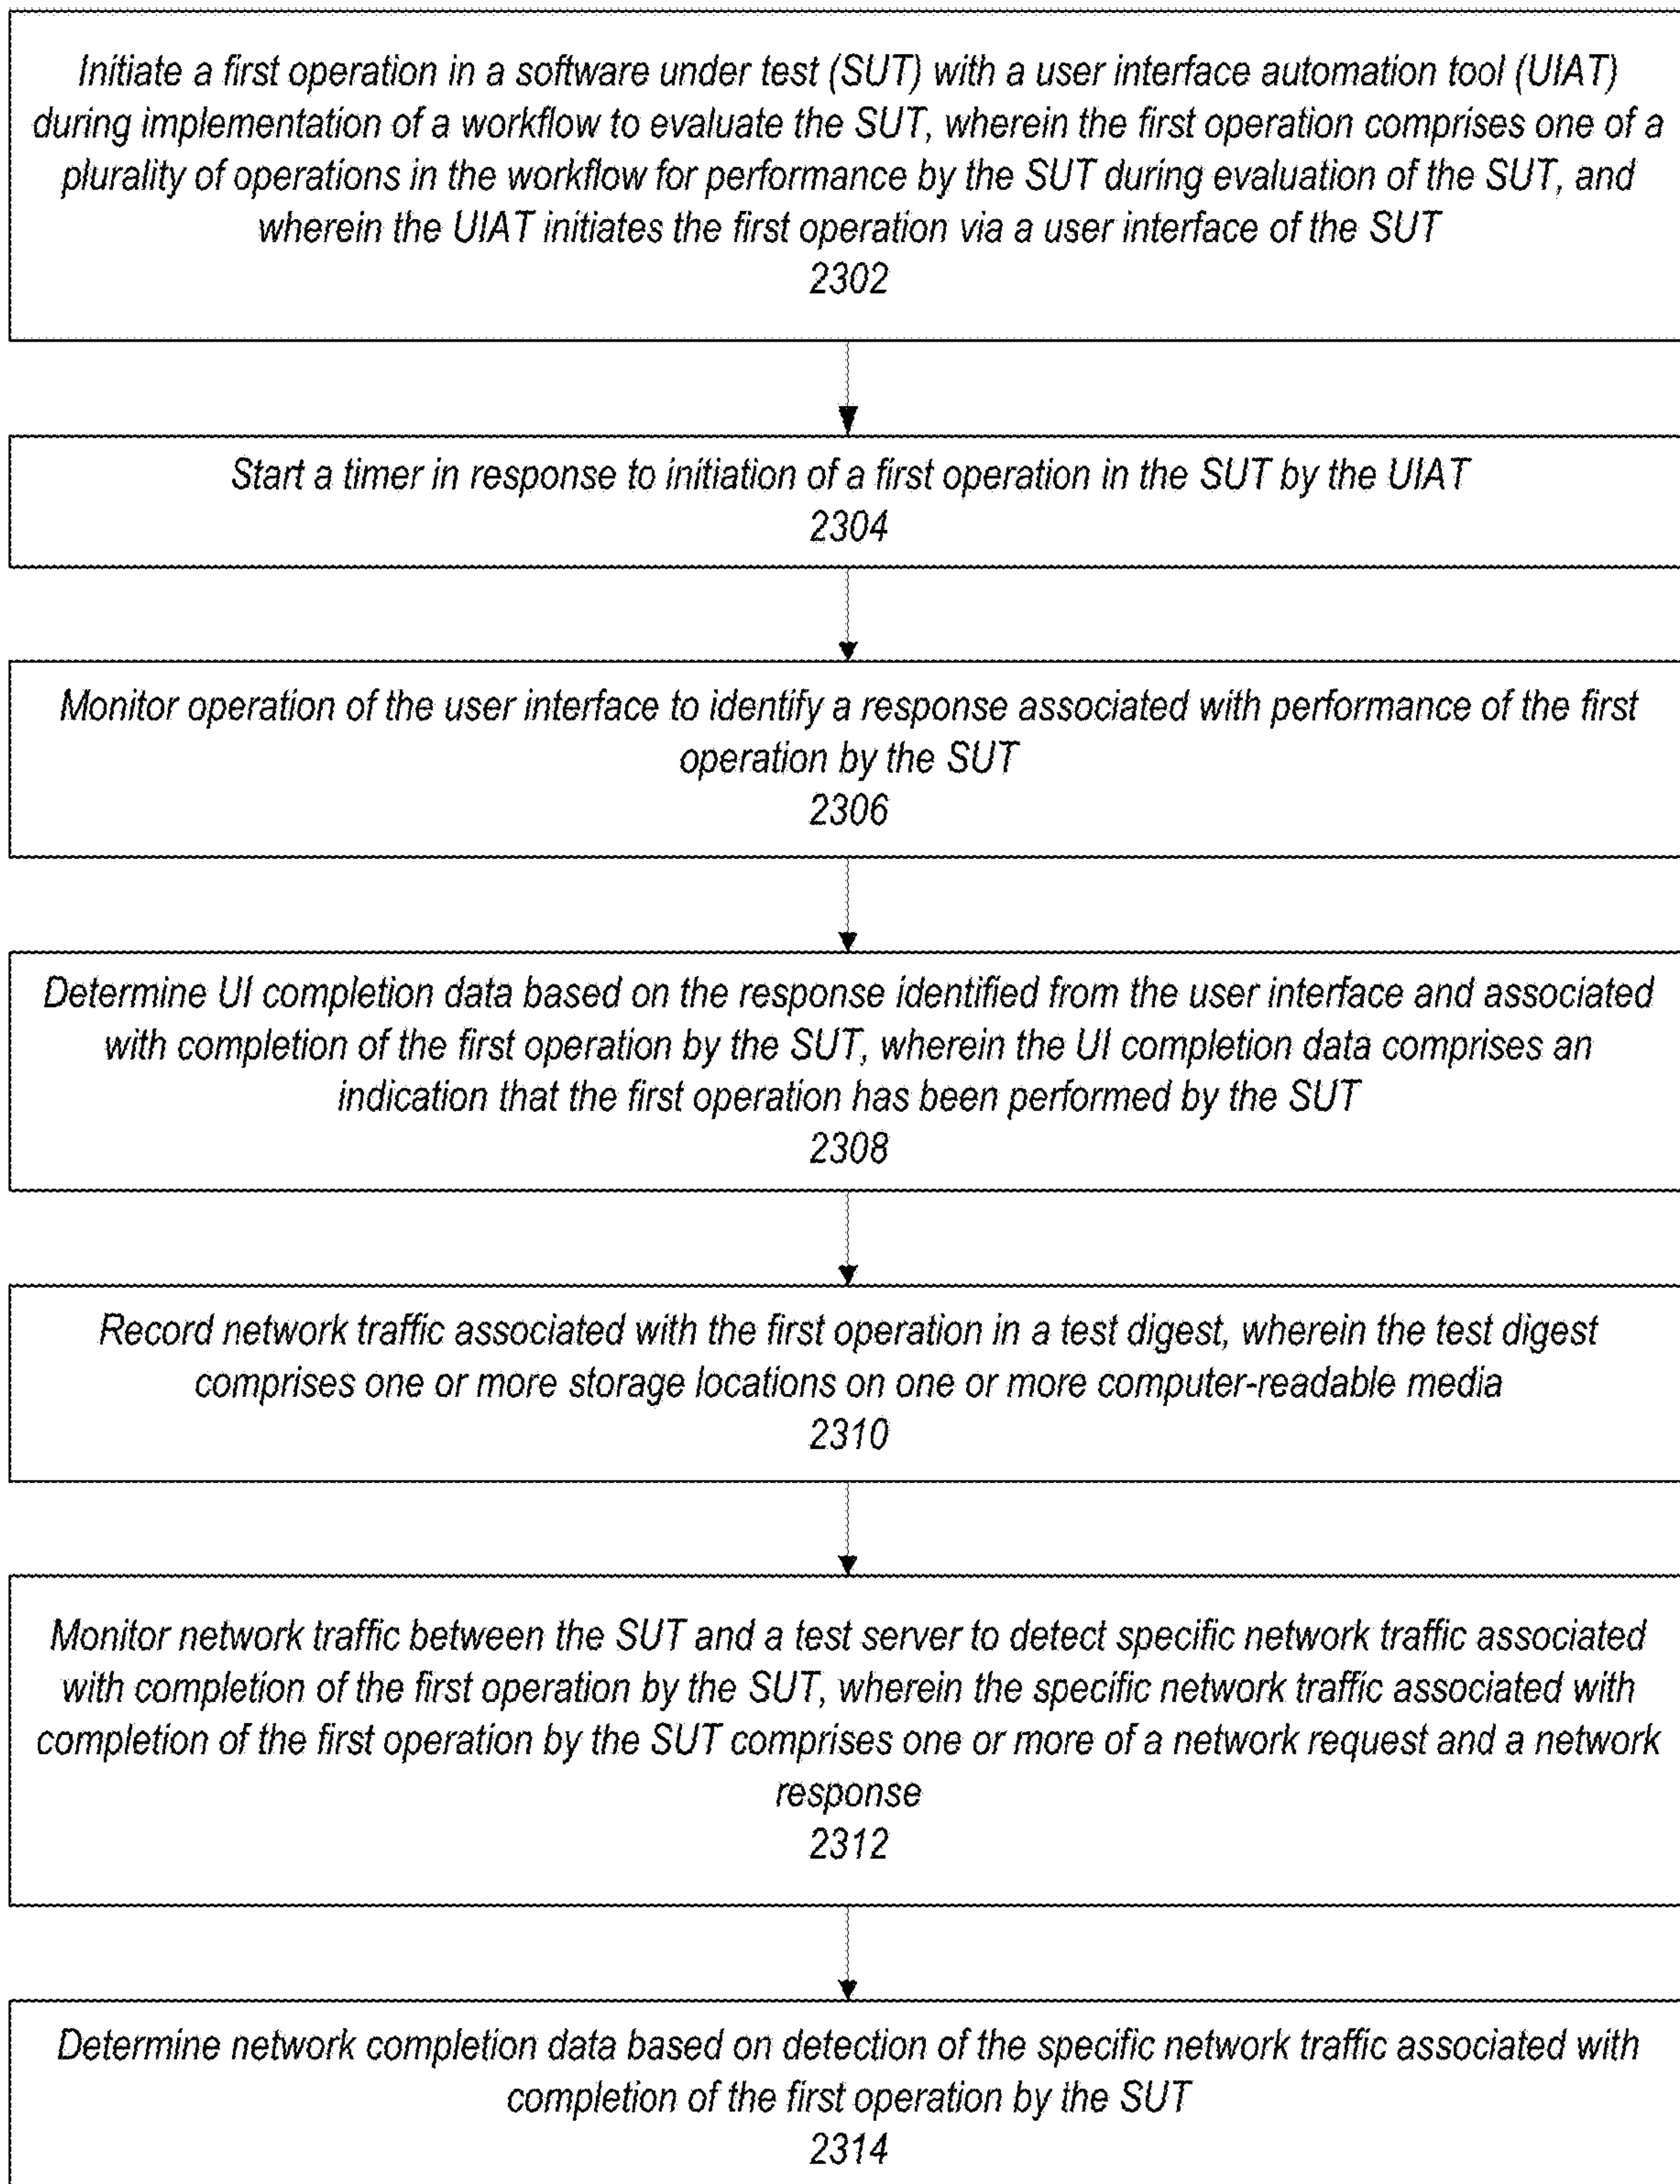 Initiate a first operation in a software under test (SUT) with a user interface automation tool (UIAT)
during implementation of a workflow to evaluate the SUT, wherein the first operation comprises one of a
plurality of operations in the workflow for performance by the SUT during evaluation of the SUT, and
wherein the UIAT initiates the first operation via a user interface of the SUT
2302
Start a timer in response to initiation of a first operation in the SUT by the UIAT
2304
Monitor operation of the user interface to identify a response associated with performance of the first
operation by the SUT
2306
Determine UI completion data based on the response identified from the user interface and associated
with completion of the first operation by the SUT, wherein the UI completion data comprises an
indication that the first operation has been performed by the SUT
2308
Record network traffic associated with the first operation in a test digest, wherein the test digest
comprises one or more storage locations on one or more computer-readable media
2310
Monitor network traffic between the SUT and a test server to detect specific network traffic associated
with completion of the first operation by the SUT, wherein the specific network traffic associated with
completion of the first operation by the SUT comprises one or more of a network request and a network
response
2312
Determine network completion data based on detection of the specific network traffic associated with
completion of the first operation by the SUT
2314